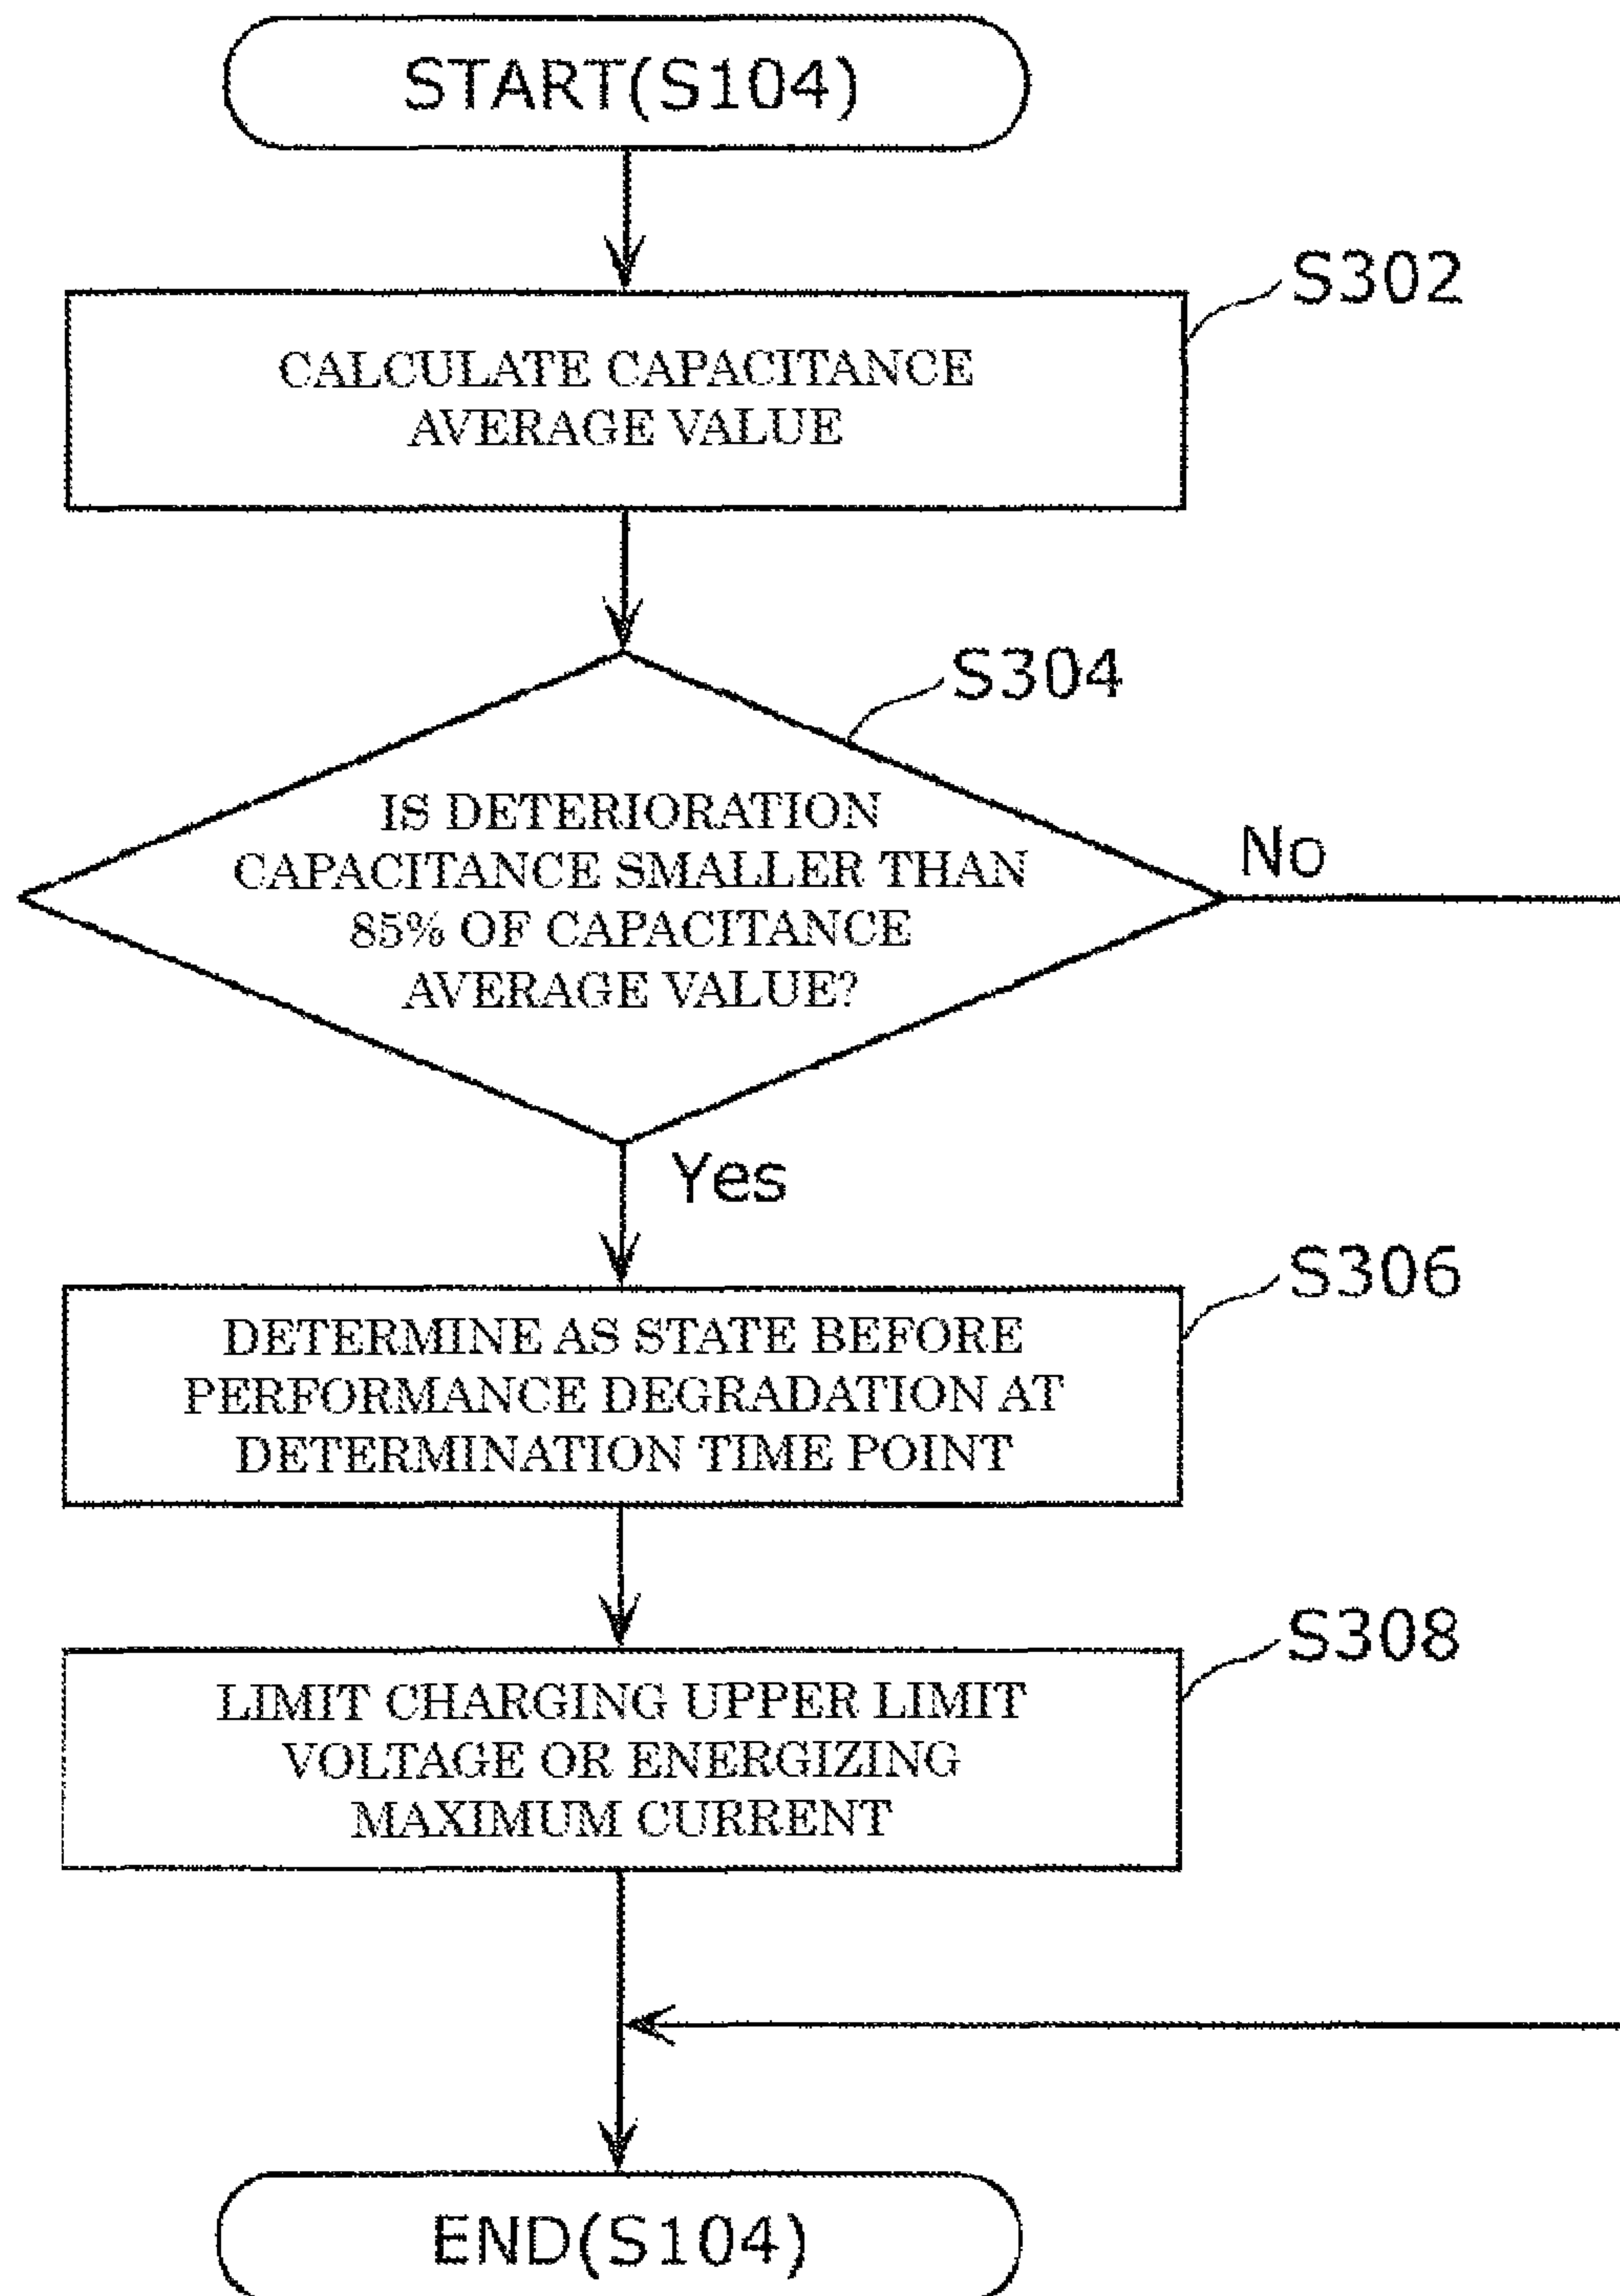 START(S104)
S302
CALCULATE CAPACITANCE
AVERAGE VALUE
S304
IS DETERIORATION
CAPACITANCE SMALLER THAN
85% OF CAPACITANCE
AVERAGE VALUE?
No
Yes
S306
DETERMINE AS STATE BEFORE
PERFORMANCE DEGRADATION AT
DETERMINATION TIME POINT
S308
LIMIT CHARGING UPPER LIMIT
VOLTAGE OR ENERGIZING
MAXIMUM CURRENT
END(S104)